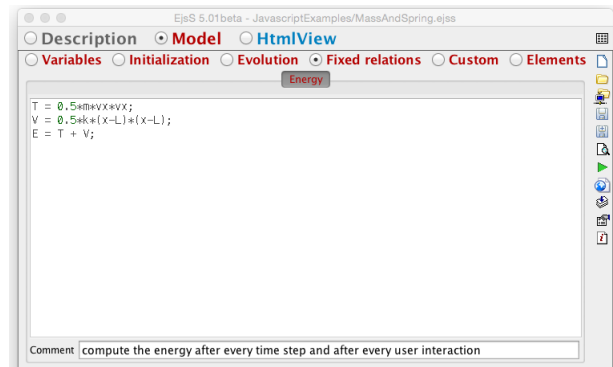 EjsS 5.01beta - JavascriptExamples/MassAndSpring.ejss
Description Model HtmlView
Variables Initialization Evolution Fixed relations Custom Elements
Energy
T = 0.5*m*vx*vx;
V = 0.5*k*(x-L)*(x-L);
E = T + V;
Comment compute the energy after every time step and after every user interaction